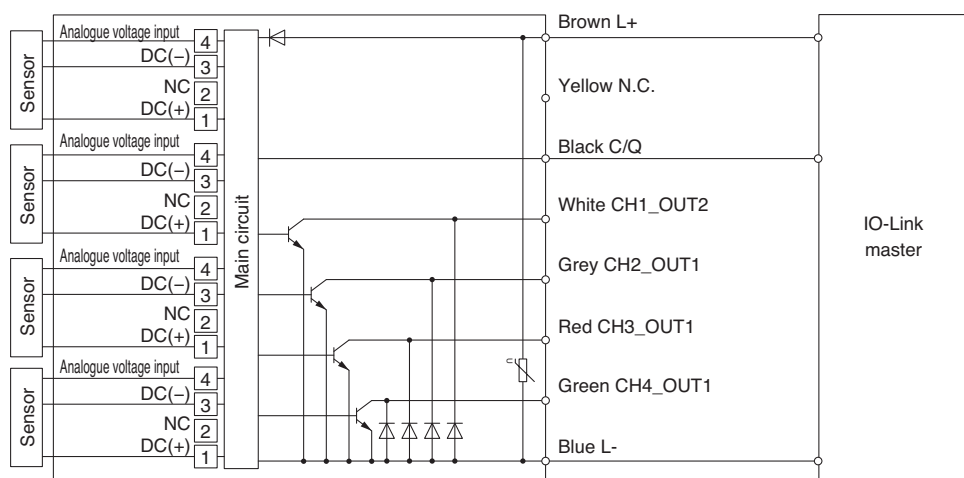 Sensor
Analogue voltage input 4
DC(−) 3
NC 2
DC(+) 1
Sensor
Analogue voltage input 4
DC(−) 3
NC 2
DC(+) 1
Sensor
Analogue voltage input 4
DC(−) 3
NC 2
DC(+) 1
Sensor
Analogue voltage input 4
DC(−) 3
NC 2
DC(+) 1
Main circuit
Brown L+
Yellow N.C.
Black C/Q
White CH1_OUT2
Grey CH2_OUT1
Red CH3_OUT1
U
Green CH4_OUT1
Blue L-
IO-Link
master